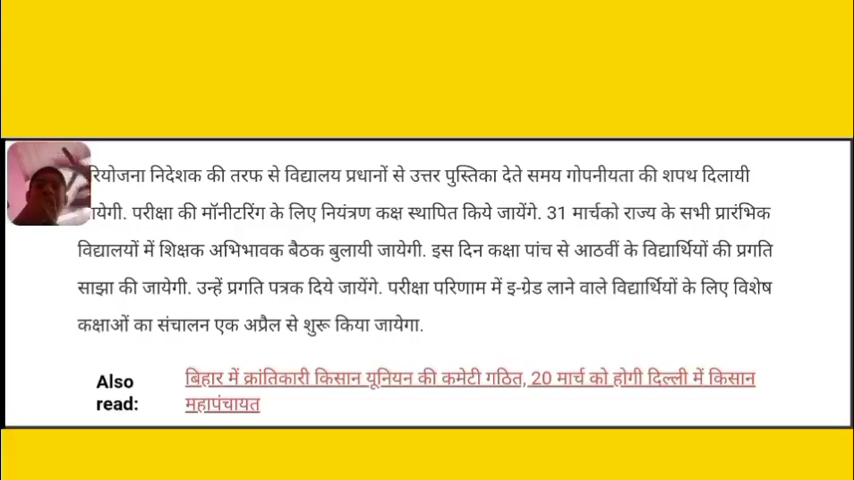 रियोजना निदेशक की तरफ से विद्यालय प्रधानों से उत्तर पुस्तिका देते समय गोपनीयता की शपथ दिलायी
ायेगी. परीक्षा की मॉनीटरिंग के लिए नियंत्रण कक्ष स्थापित किये जायेंगे. 31 मार्चको राज्य के सभी प्रारंभिक
विद्यालयों में शिक्षक अभिभावक बैठक बुलायी जायेगी. इस दिन कक्षा पांच से आठवीं के विद्यार्थियों की प्रगति
साझा की जायेगी. उन्हें प्रगति पत्रक दिये जायेंगे. परीक्षा परिणाम में इ-ग्रेड लाने वाले विद्यार्थियों के लिए विशेष
कक्षाओं का संचालन एक अप्रैल से शुरू किया जायेगा.
Also read:
बिहार में क्रांतिकारी किसान यूनियन की कमेटी गठित, 20 मार्च को होगी दिल्ली में किसान
महापंचायत